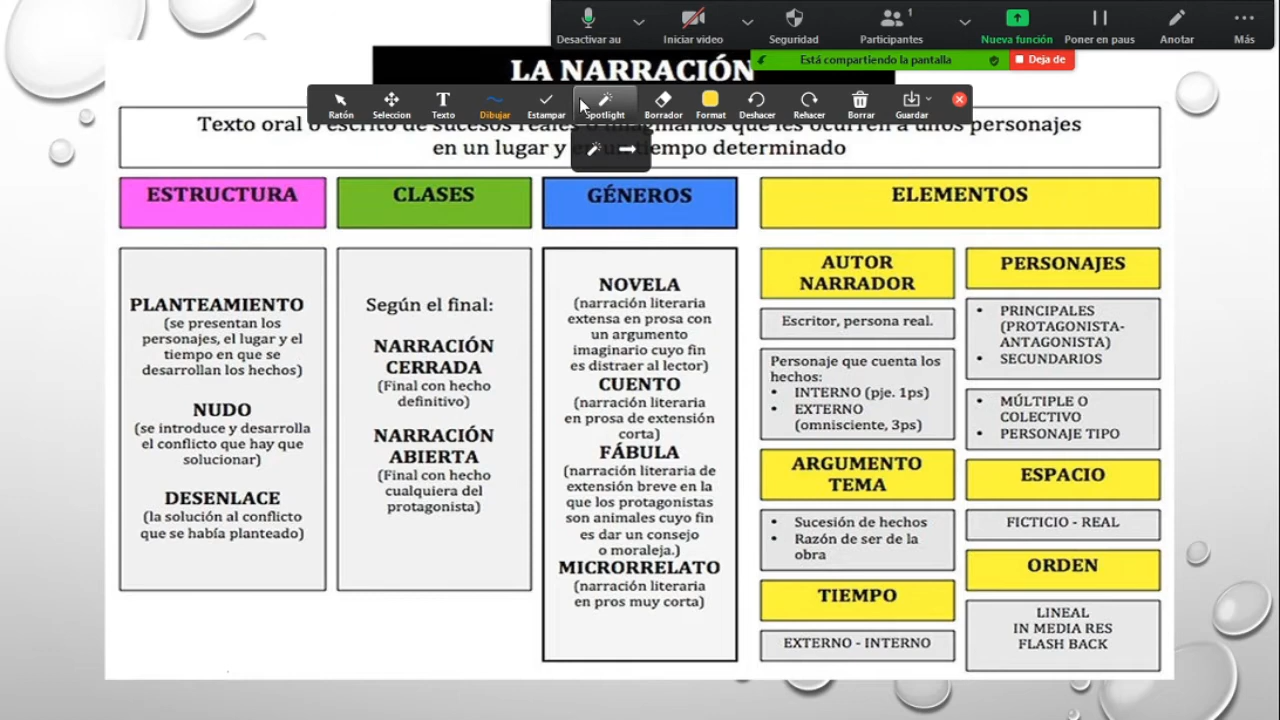 Desactivar au
Iniciar video
Seguridad
1
Participantes
Nueva función
Poner en paus
Anotar
Más
Está compartiendo la pantalla
Deja de
LA NARRACIÓN
Ratón
Seleccion
T
Texto
Dibujar
Estampar
Spotlight
Borrador
Format
Deshacer
Rehacer
Borrar
Guardar
Texto oral o escrito de sucesos reales o imaginarios que les ocurren a unos personajes
en un lugar y en un tiempo determinado
ESTRUCTURA
PLANTEAMIENTO
(se presentan los
personajes, el lugar y el
tiempo en que se
desarrollan los hechos)
NUDO
(se introduce y desarrolla
el conflicto que hay que
solucionar)
DESENLACE
(la solución al conflicto
que se había planteado)
CLASES
Según el final:
NARRACIÓN
CERRADA
(Final con hecho
definitivo)
NARRACIÓN
ABIERTA
(Final con hecho
cualquiera del
protagonista)
GÉNEROS
NOVELA
(narración literaria
extensa en prosa con
un argumento
imaginario cuyo fin
es distraer al lector)
CUENTO
(narración literaria
en prosa de extensión
corta)
FÁBULA
(narración literaria de
extensión breve en la
que los protagonistas
son animales cuyo fin
es dar un consejo
o moraleja.)
MICRORRELATO
(narración literaria
en pros muy corta)
ELEMENTOS
AUTOR
NARRADOR
Escritor, persona real.
Personaje que cuenta los
hechos:
• INTERNO (pje. 1ps)
• EXTERNO
(omnisciente, 3ps)
ARGUMENTO
TEMA
• Sucesión de hechos
• Razón de ser de la
obra
TIEMPO
EXTERNO - INTERNO
PERSONAJES
• PRINCIPALES
(PROTAGONISTA-
ANTAGONISTA)
• SECUNDARIOS
• MÚLTIPLE O
COLECTIVO
• PERSONAJE TIPO
ESPACIO
FICTICIO - REAL
ORDEN
LINEAL
IN MEDIA RES
FLASH BACK